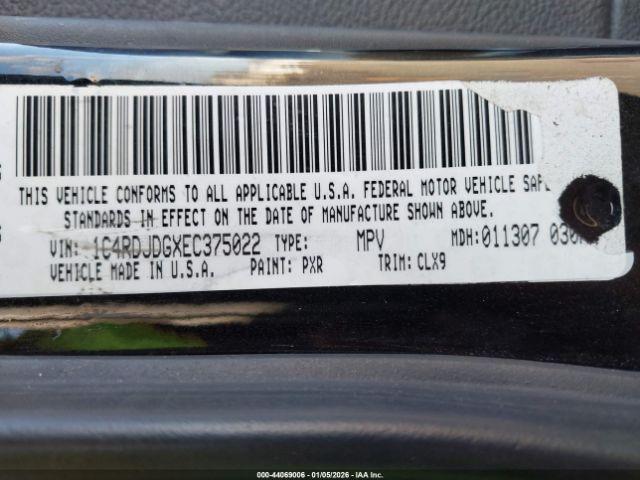 THIS VEHICLE CONFORMS TO ALL APPLICABLE U.S.A. FEDERAL MOTOR VEHICLE SAFE
STANDARDS IN EFFECT ON THE DATE OF MANUFACTURE SHOWN ABOVE.
VIN: 1C4RDJDGXEC375022 TYPE: MPV MDH:011307
VEHICLE MADE IN U.S.A. PAINT: PXR TRIM: CLX9
000-44069006 - 01/05/2026 - © IAA Inc.